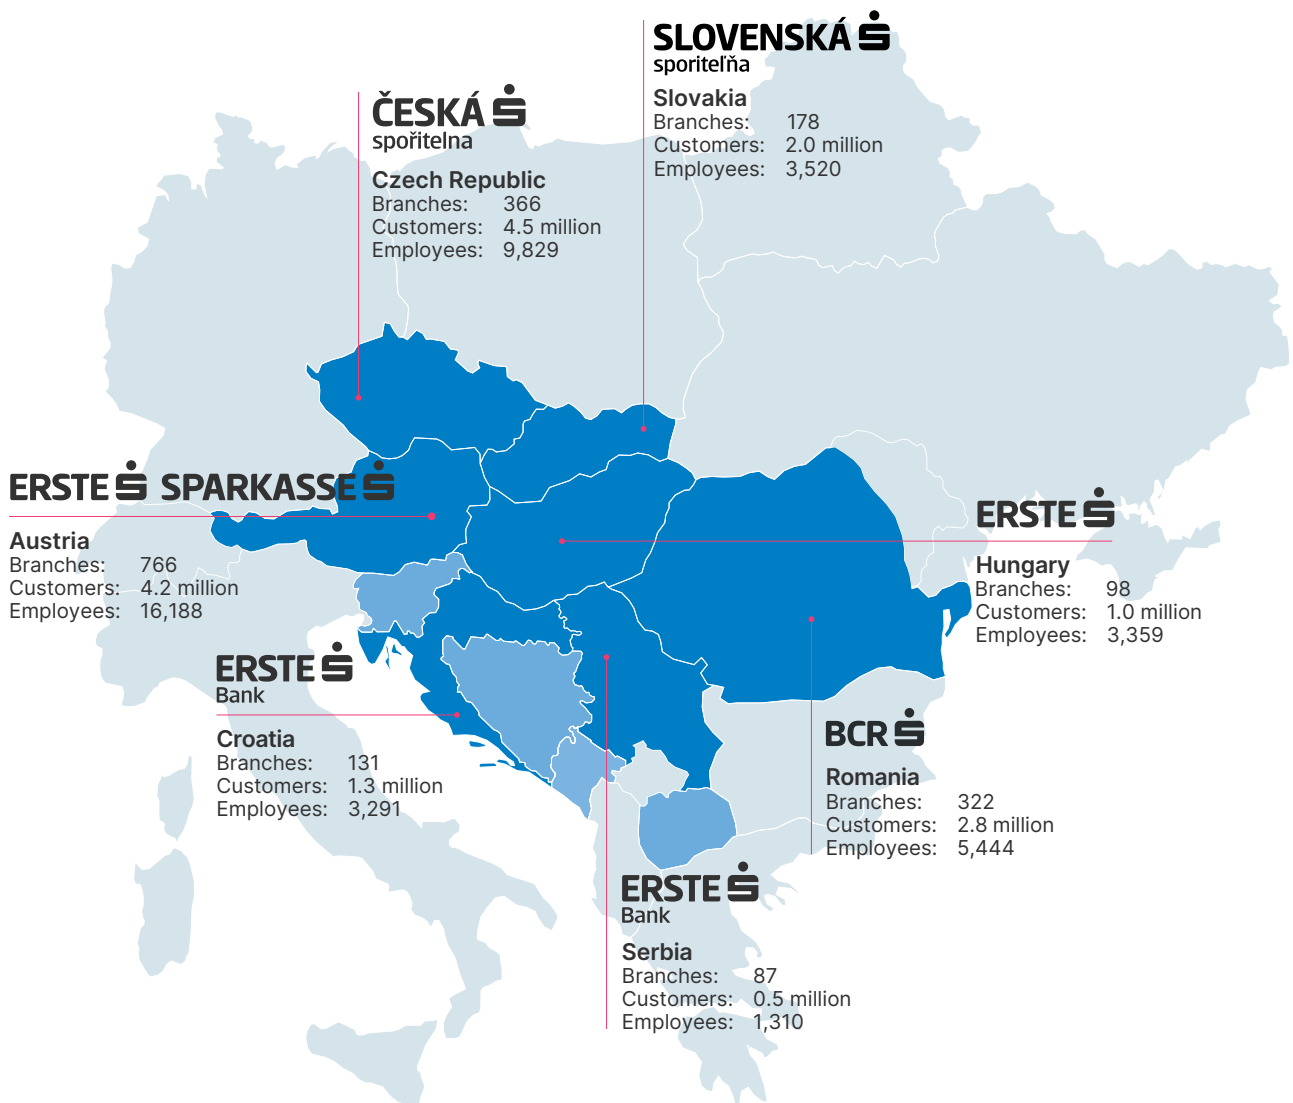 SLOVENSKÁ
sporiteľňa
Slovakia
Branches: 178
Customers: 2.0 million
Employees: 3,520
ČESKÁ
spořitelna
Czech Republic
Branches: 366
Customers: 4.5 million
Employees: 9,829
ERSTE SPARKASSE
Austria
Branches: 766
Customers: 4.2 million
Employees: 16,188
ERSTE
Hungary
Branches: 98
Customers: 1.0 million
Employees: 3,359
ERSTE
Bank
Croatia
Branches: 131
Customers: 1.3 million
Employees: 3,291
BCR
Romania
Branches: 322
Customers: 2.8 million
Employees: 5,444
ERSTE
Bank
Serbia
Branches: 87
Customers: 0.5 million
Employees: 1,310